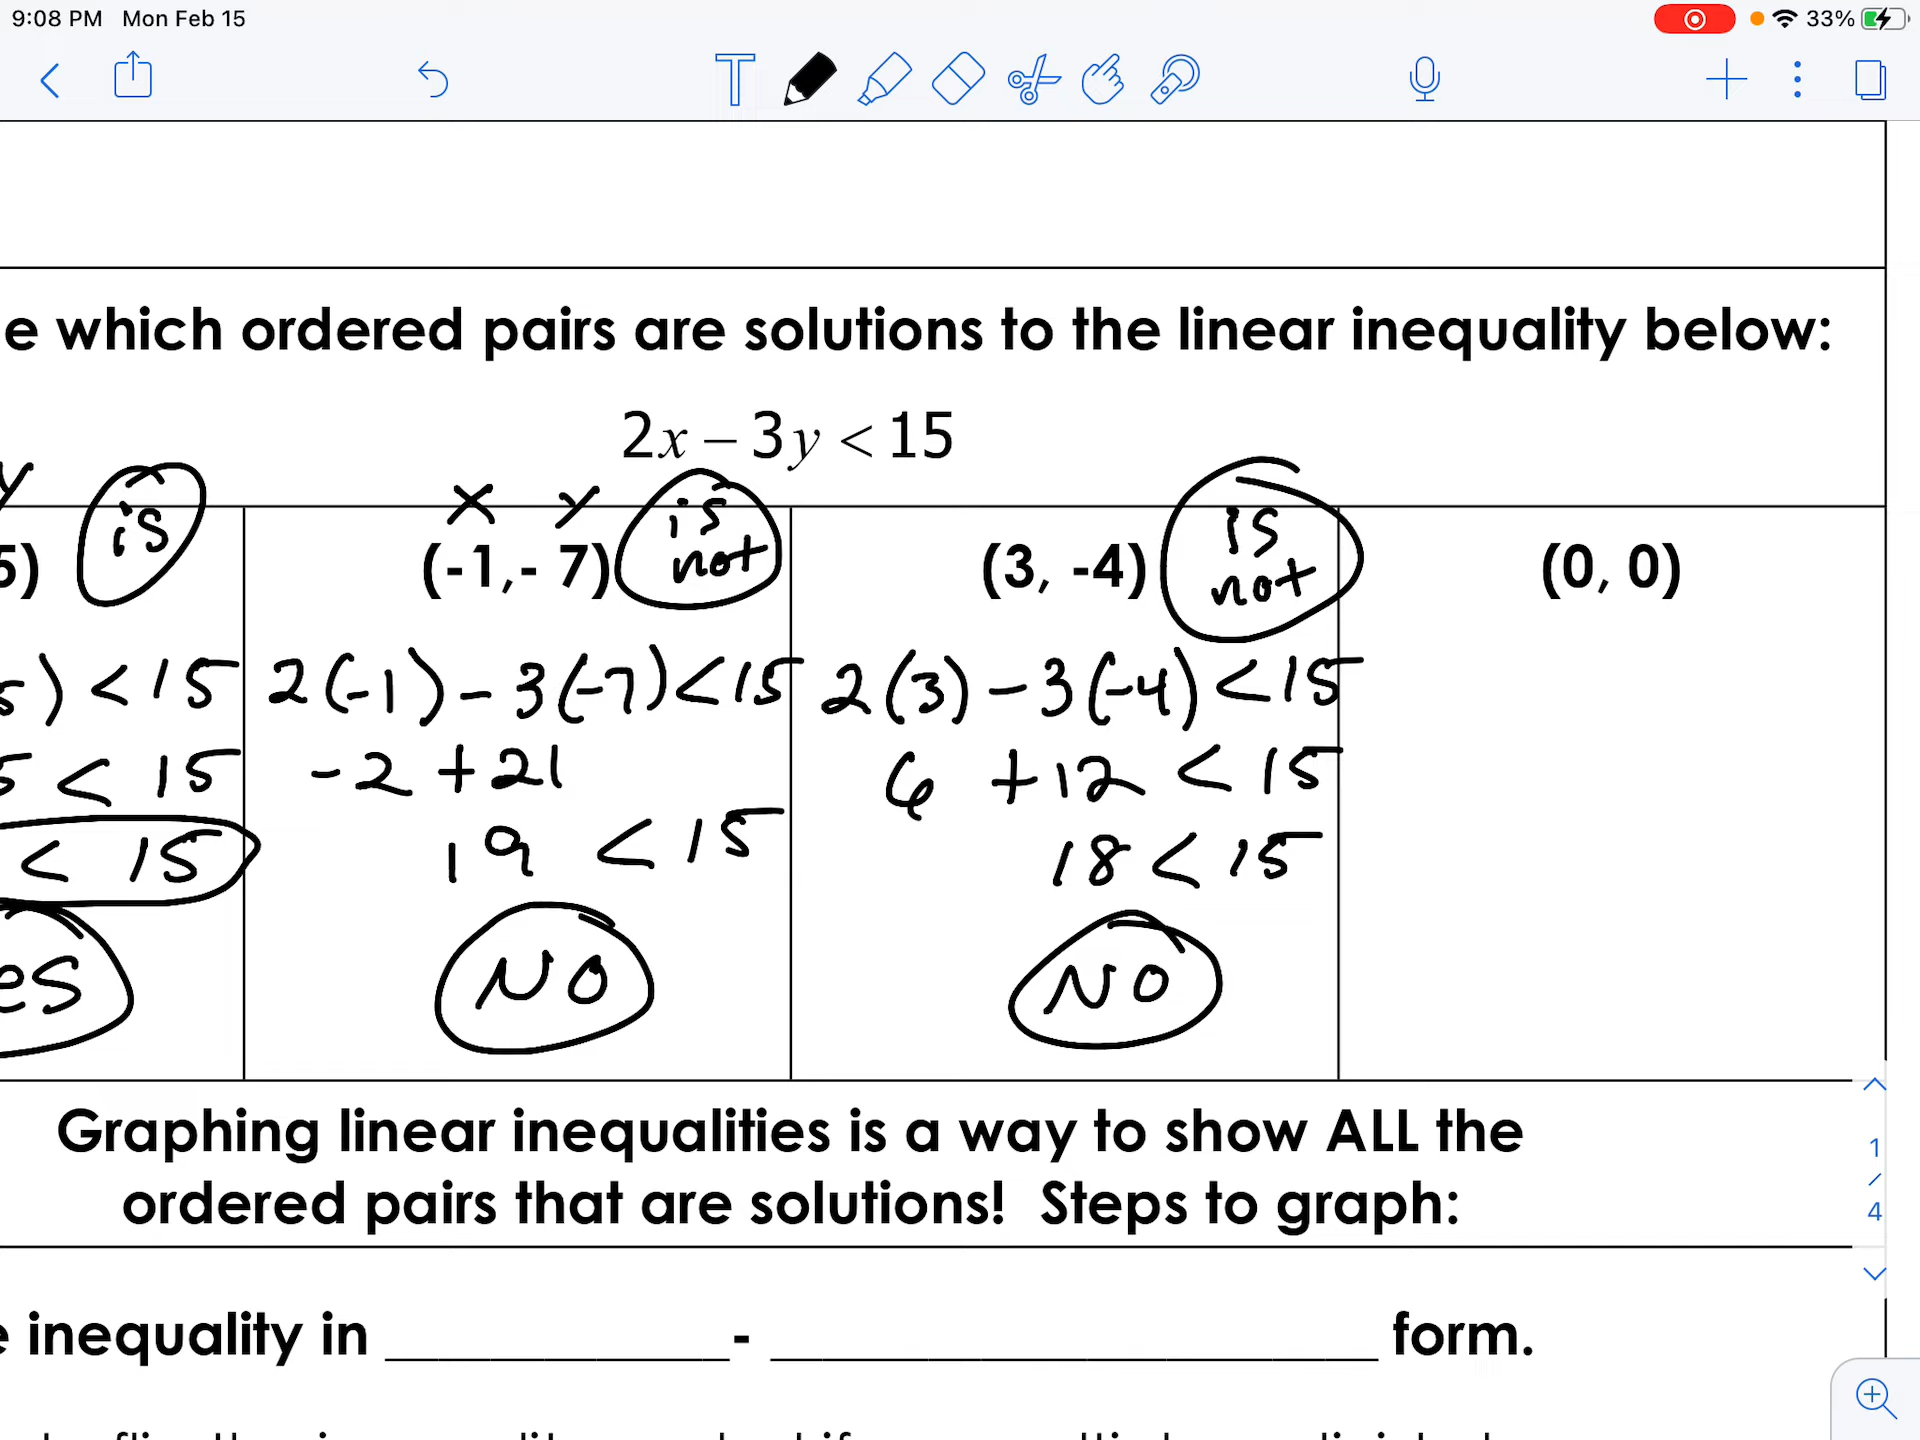 9:08 PM Mon Feb 15
33%
e which ordered pairs are solutions to the linear inequality below:
2x – 3y < 15
y is
x y is not
is not
5)
(-1,- 7)
(3, -4)
(0, 0)
5) < 15
2(-1) - 3(-7) < 15
2(3) - 3(-4) < 15
5 < 15
-2 + 21
6 + 12 < 15
< 15
19 < 15
18 < 15
es
NO
NO
Graphing linear inequalities is a way to show ALL the
ordered pairs that are solutions! Steps to graph:
1
/
4
inequality in ____________-____________________ form.